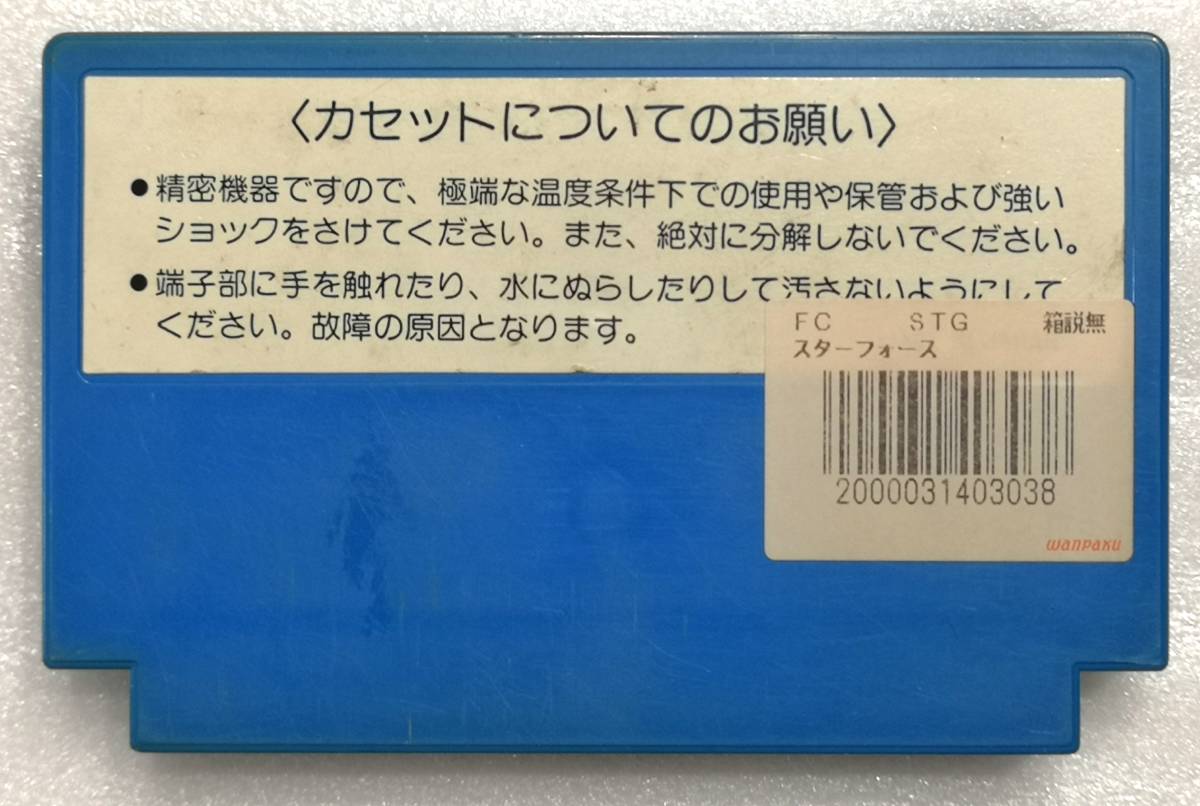 〈カセットについてのお願い〉
●精密機器ですので、極端な温度条件下での使用や保管および強い
ショックをさけてください。また、絶対に分解しないでください。
●端子部に手を触れたり、水にぬらしたりして汚さないようにして
ください。故障の原因となります。
FC STG 箱説無
スターフォース
2000031403038
wanpaku